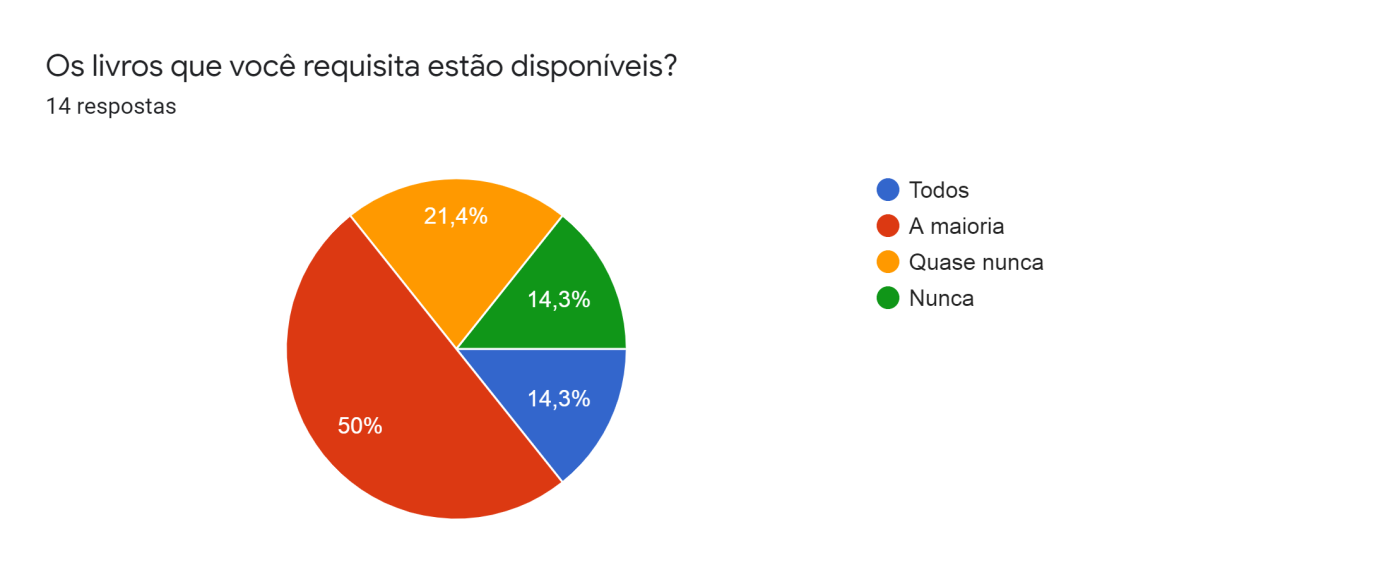 Os livros que você requisita estão disponíveis?
14 respostas
Todos
A maioria
Quase nunca
Nunca
21,4%
14,3%
14,3%
50%